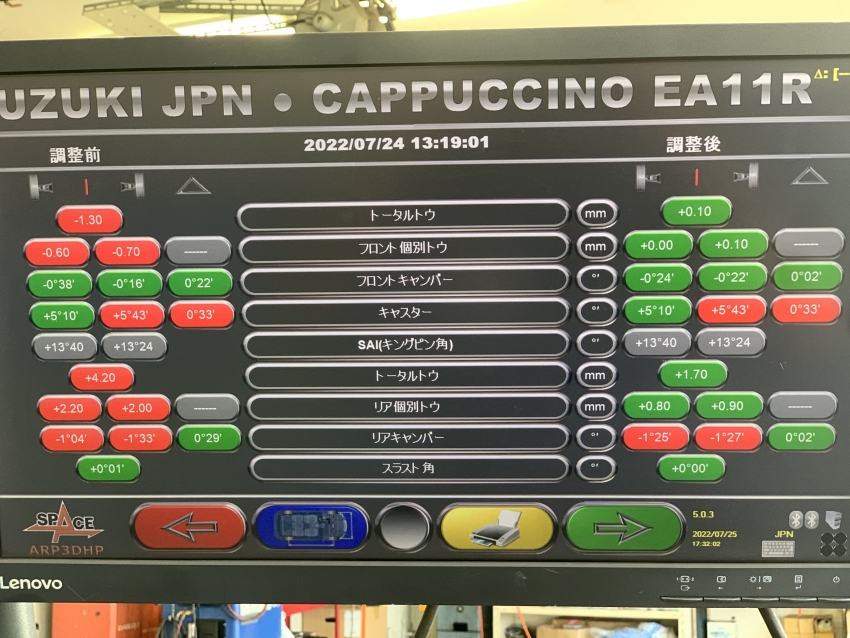 UZUKI JPN • CAPPUCCINO EA11R
Δ: [--
調整前 2022/07/24 13:19:01 調整後
-1.30 トータルトウ mm +0.10
-0.60 -0.70 ------ フロント 個別トウ mm +0.00 +0.10 ------
-0°38' -0°16' 0°22' フロント キャンバー °' -0°24' -0°22' 0°02'
+5°10' +5°43' 0°33' キャスター °' +5°10' +5°43' 0°33'
+13°40 +13°24 SAI(キングピン角) °' +13°40 +13°24
+4.20 トータルトウ mm +1.70
+2.20 +2.00 ------ リア 個別トウ mm +0.80 +0.90 ------
-1°04' -1°33' 0°29' リアキャンバー °' -1°25' -1°27' 0°02'
+0°01' スラスト 角 °' +0°00'
SPACE
ARP3DHP
5.0.3
2022/07/25
17:32:02
JPN
Lenovo